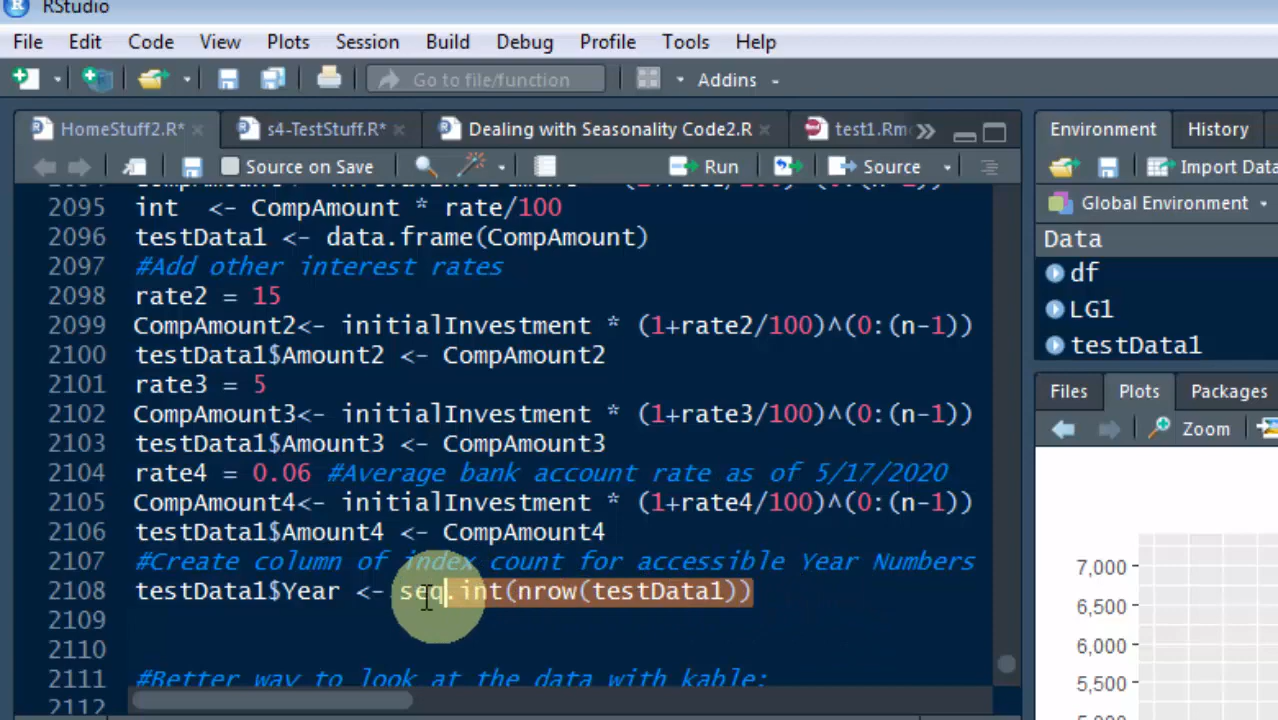 RStudio
File Edit Code View Plots Session Build Debug Profile Tools Help
Go to file/function Addins
HomeStuff2.R* s4-TestStuff.R* Dealing with Seasonality Code2.R test1.Rm
Source on Save Run Source
2095 int <- CompAmount * rate/100
2096 testData1 <- data.frame(CompAmount)
2097 #Add other interest rates
2098 rate2 = 15
2099 CompAmount2<- initialInvestment * (1+rate2/100)^(0:(n-1))
2100 testData1$Amount2 <- CompAmount2
2101 rate3 = 5
2102 CompAmount3<- initialInvestment * (1+rate3/100)^(0:(n-1))
2103 testData1$Amount3 <- CompAmount3
2104 rate4 = 0.06 #Average bank account rate as of 5/17//2020
2105 CompAmount4<- initialInvestment * (1+rate4/100)^(0:(n-1))
2106 testData1$Amount4 <- CompAmount4
2107 #Create column of index count for accessible Year Numbers
2108 testData1$Year <- seq.int(nrow(testData1))
2109
2110
2111 #Better way to look at the data with kable:
2112
Environment History
Import Data
Global Environment
Data
df
LG1
testData1
Files Plots Packages
Zoom
7,000
6,500
6,000
5,500